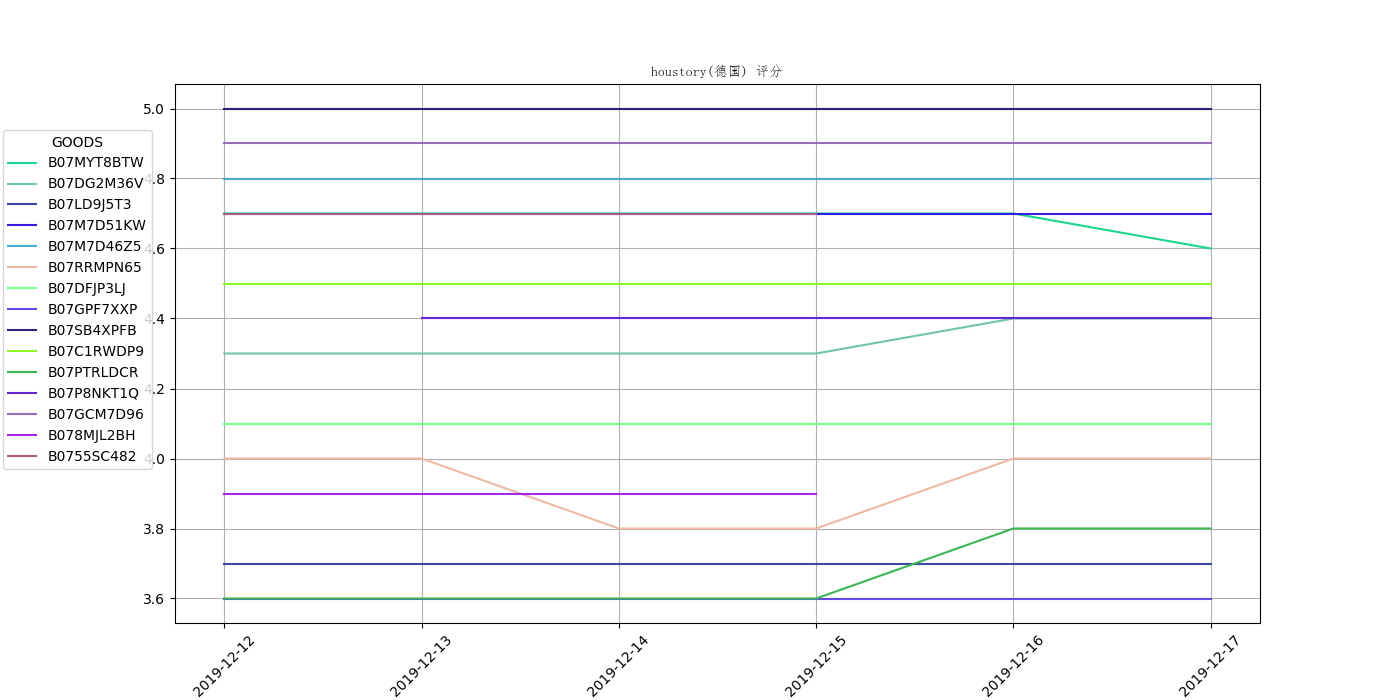 houstory(德国) 评分
GOODS
B07MYT8BTW
B07DG2M36V
B07LD9J5T3
B07M7D51KW
B07M7D46Z5
B07RRMPN65
B07DFJP3LJ
B07GPF7XXP
B07SB4XPFB
B07C1RWDP9
B07PTRLDCR
B07P8NKT1Q
B07GCM7D96
B078MJL2BH
B0755SC482
5.0
4.8
4.6
4.4
4.2
4.0
3.8
3.6
2019-12-12
2019-12-13
2019-12-14
2019-12-15
2019-12-16
2019-12-17